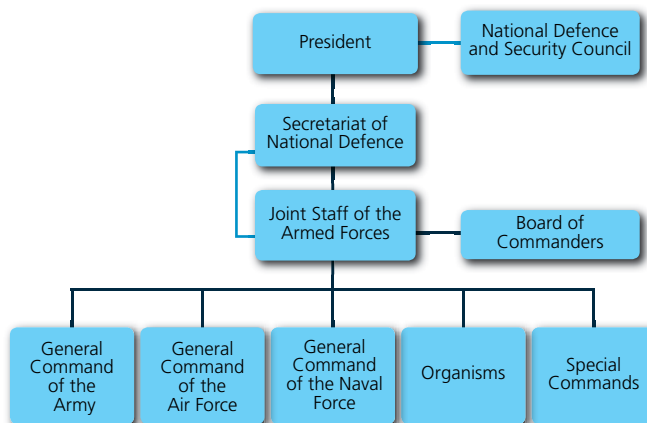 President
National Defence
and Security Council
Secretariat of
National Defence
Joint Staff of the
Armed Forces
Board of
Commanders
General
Command
of the
Army
General
Command
of the
Air Force
General
Command
of the Naval
Force
Organisms
Special
Commands